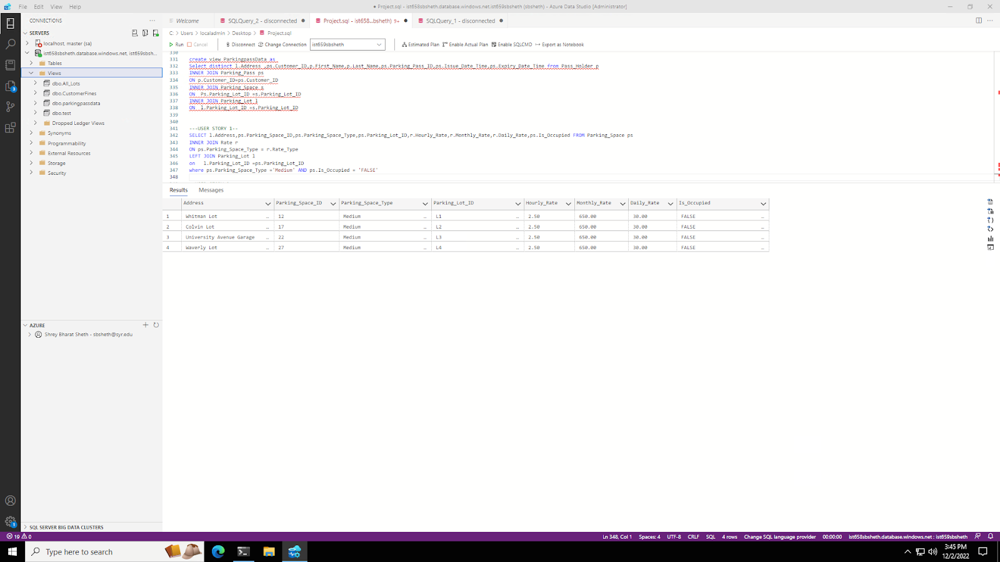 File Edit View Help
● Project.sql - ist658sbsheth.database.windows.net.ist659sbsheth (sbsheth) - Azure Data Studio [Administrator]
CONNECTIONS
Welcome
SQLQuery_2 - disconnected
Project.sql - ist658...bsheth) 9+
SQLQuery_1 - disconnected
SERVERS
C: > Users > localadmin > Desktop > Project.sql
localhost, master (sa)
Run Cancel Disconnect Change Connection ist659sbsheth Estimated Plan Enable Actual Plan Enable SQLCMD Export as Notebook
ist658sbsheth.database.windows.net, ist659sbsh...
Tables
Views
dbo.All_Lots
dbo.CustomerFines
dbo.parkingpassdata
dbo.test
Dropped Ledger Views
Synonyms
Programmability
External Resources
Storage
Security
330
331 create view ParkingpassData as
332 Select distinct l.Address ,ps.Customer_ID,p.First_Name,p.Last_Name,ps.Parking_Pass_ID,ps.Issue_Date_Time,ps.Expiry_Date_Time from Pass_Holder p
333 INNER JOIN Parking_Pass ps
334 ON p.Customer_ID=ps.Customer_ID
335 INNER JOIN Parking_Space s
336 ON Ps.Parking_Lot_ID =s.Parking_Lot_ID
337 INNER JOIN Parking_Lot l
338 ON l.Parking_Lot_ID =s.Parking_Lot_ID
339
340
341 ---USER STORY 1--
342 SELECT l.Address,ps.Parking_Space_ID,ps.Parking_Space_Type,ps.Parking_Lot_ID,r.Hourly_Rate,r.Monthly_Rate,r.Daily_Rate,ps.Is_Occupied FROM Parking_Space ps
343 INNER JOIN Rate r
344 ON ps.Parking_Space_Type = r.Rate_Type
345 LEFT JOIN Parking_Lot l
346 on l.Parking_Lot_ID =ps.Parking_Lot_ID
347 where ps.Parking_Space_Type ='Medium' AND ps.Is_Occupied = 'FALSE'
348
Results Messages
Address Parking_Space_ID Parking_Space_Type Parking_Lot_ID Hourly_Rate Monthly_Rate Daily_Rate Is_Occupied
1 Whitman Lot ... 12 Medium ... L1 ... 2.50 650.00 30.00 FALSE ...
2 Colvin Lot ... 17 Medium ... L2 ... 2.50 650.00 30.00 FALSE ...
3 University Avenue Garage ... 22 Medium ... L3 ... 2.50 650.00 30.00 FALSE ...
4 Waverly Lot ... 27 Medium ... L4 ... 2.50 650.00 30.00 FALSE ...
AZURE
Shrey Bharat Sheth - sbsheth@syr.edu
SQL SERVER BIG DATA CLUSTERS
3
1
19 0 Ln 348, Col 1 Spaces: 4 UTF-8 CRLF SQL 4 rows Change SQL language provider 00:00:00 ist658sbsheth.database.windows.net : ist659sbsheth
Type here to search
3:45 PM
12/2/2022